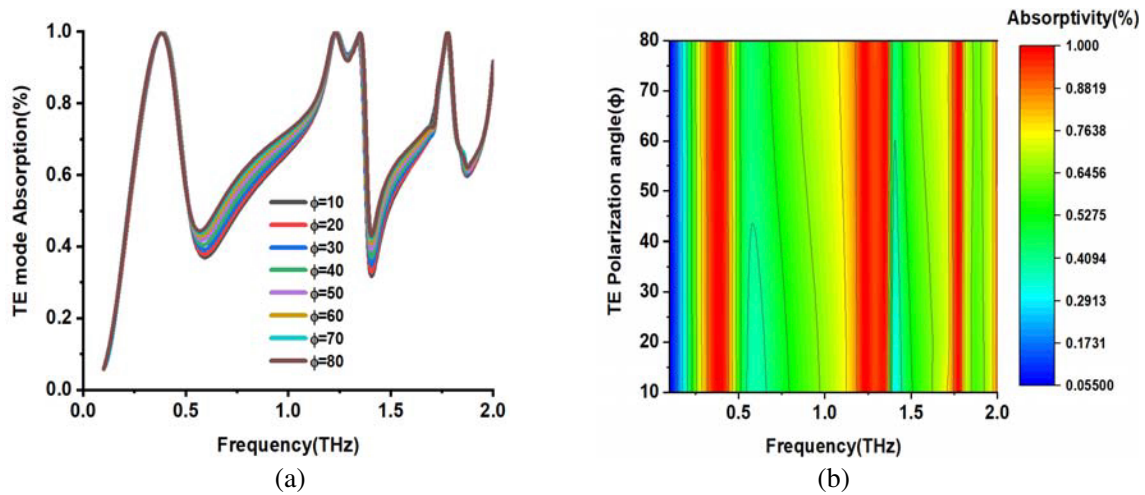 TE mode Absorption(%)
1.0
0.8
0.6
0.4
0.2
0.0
0.0 0.5 1.0 1.5 2.0
Frequency(THz)
ϕ=10
ϕ=20
ϕ=30
ϕ=40
ϕ=50
ϕ=60
ϕ=70
ϕ=80
(a)
Absorptivity(%)
TE Polarization angle(ϕ)
80
70
60
50
40
30
20
10
0.5 1.0 1.5 2.0
Frequency(THz)
1.000
0.8819
0.7638
0.6456
0.5275
0.4094
0.2913
0.1731
0.05500
(b)